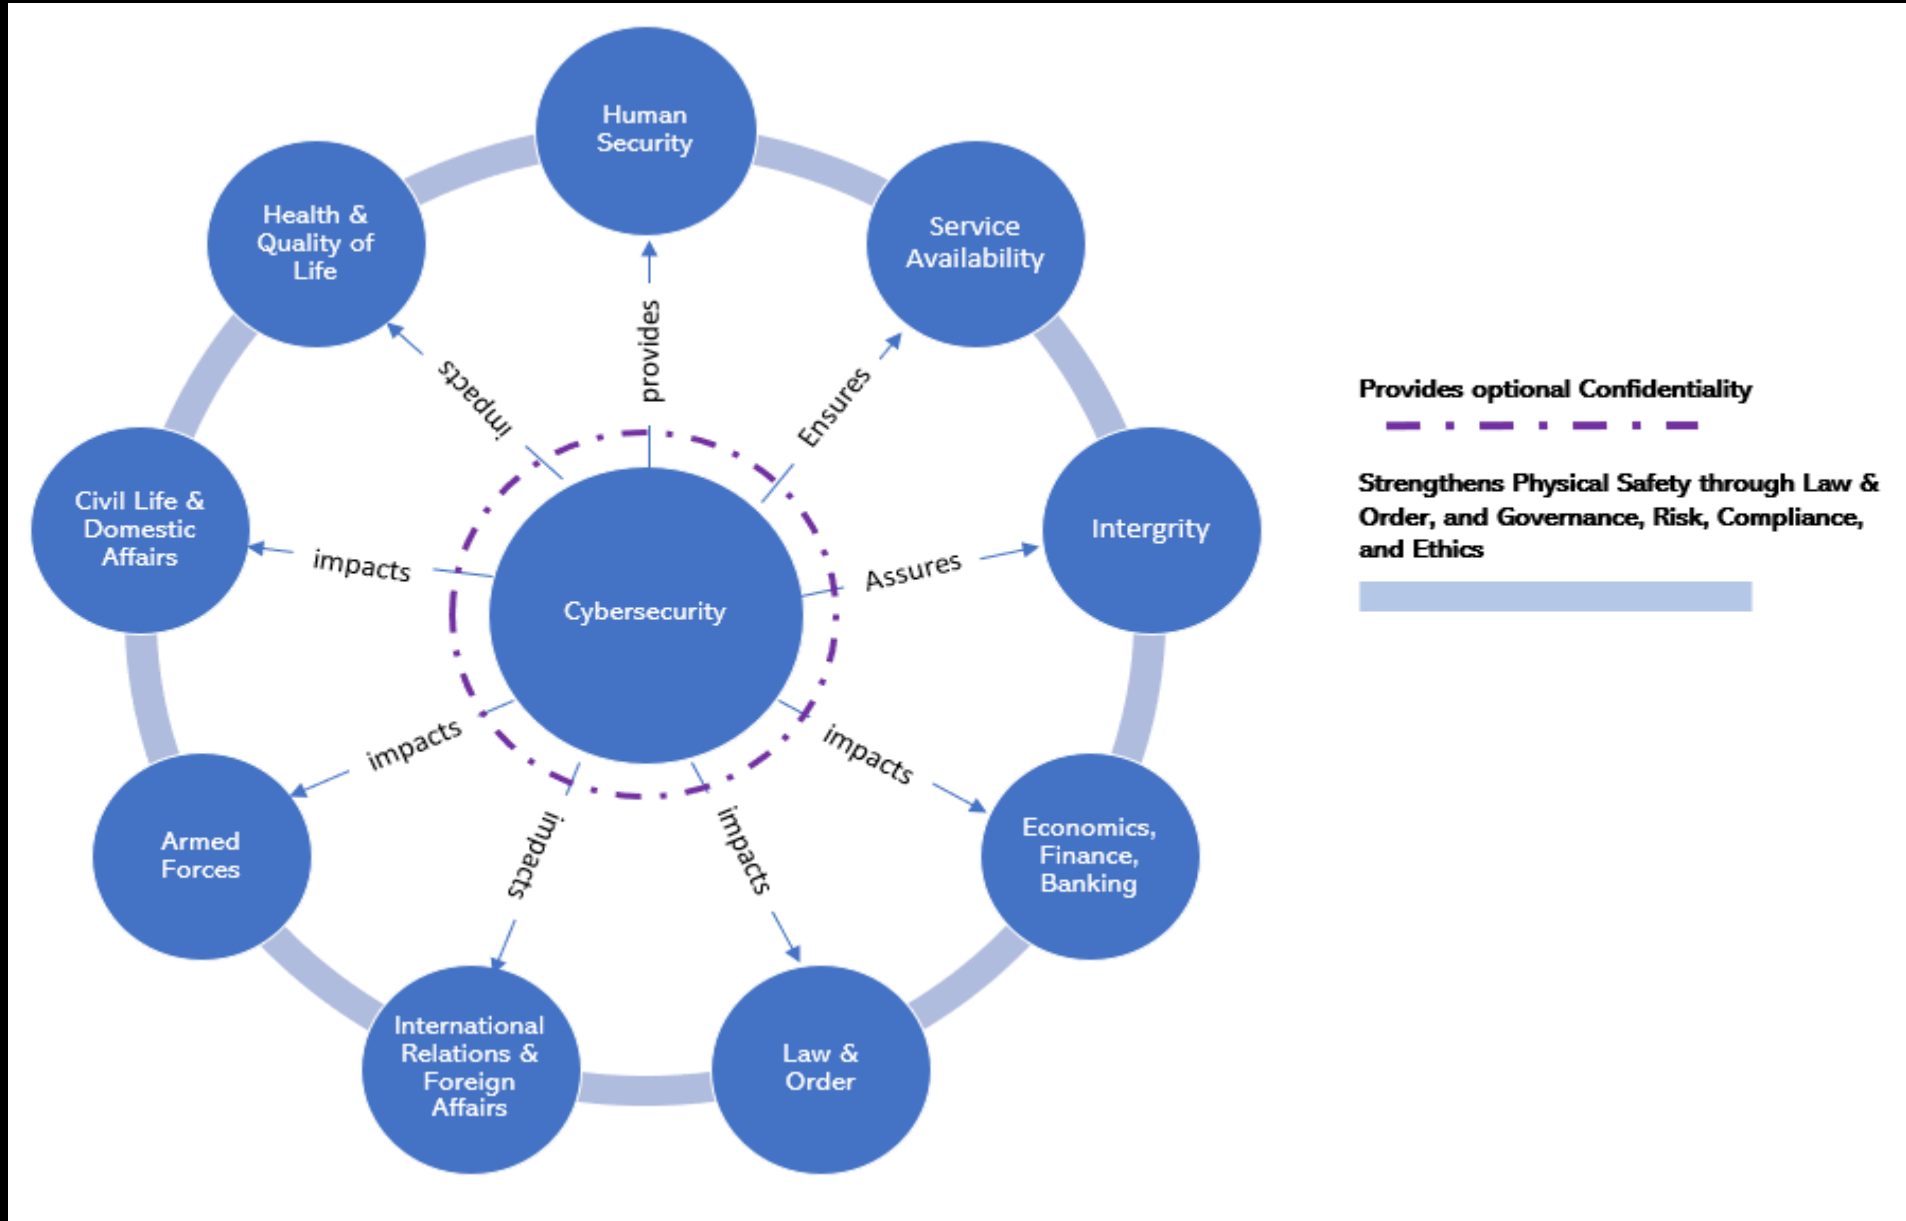 Human
Security
Health &
Quality of
Life
Service
Availability
provides
impacts
Ensures
Civil Life &
Domestic
Affairs
impacts
Cybersecurity
Assures
Intergrity
impacts
impacts
impacts
impacts
Armed
Forces
Economics,
Finance,
Banking
International
Relations &
Foreign
Affairs
Law &
Order
Provides optional Confidentiality
Strengthens Physical Safety through Law &
Order, and Governance, Risk, Compliance,
and Ethics